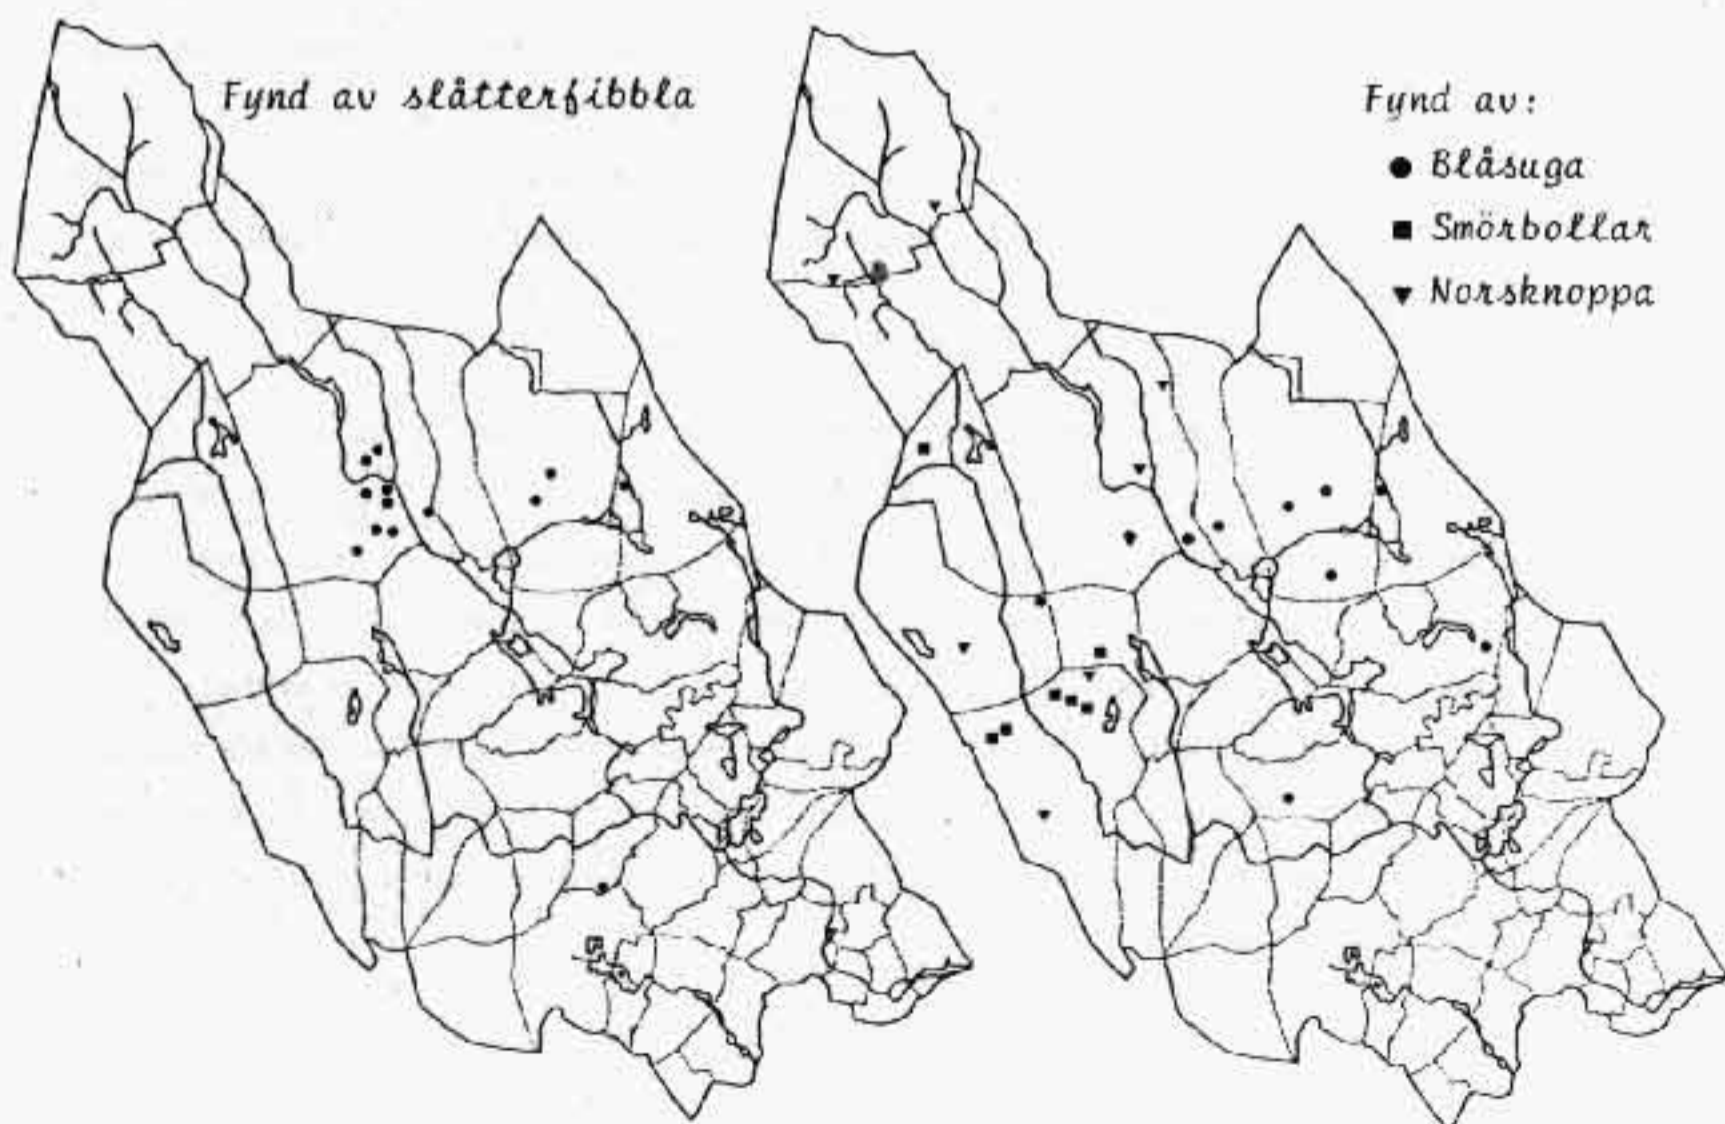 Fynd av slåtterfibbla
Fynd av:
Blåsuga
Smörbollar
Norsknoppa